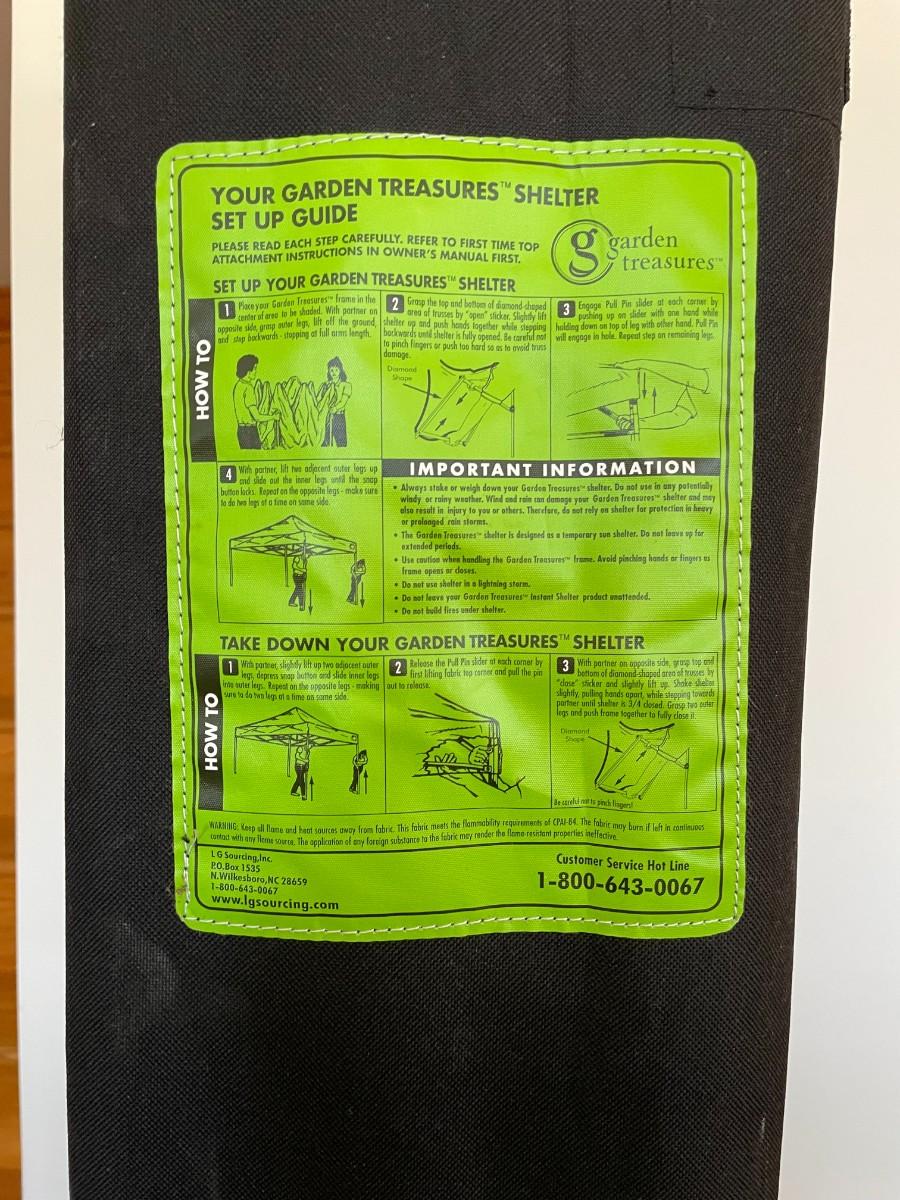 YOUR GARDEN TREASURES™ SHELTER
SET UP GUIDE
PLEASE READ EACH STEP CAREFULLY. REFER TO FIRST TIME TOP
ATTACHMENT INSTRUCTIONS IN OWNER'S MANUAL FIRST.
g garden
treasures™
SET UP YOUR GARDEN TREASURES™ SHELTER
HOW TO
1 Place your Garden Treasures™ frame in the
center of area to be shaded. With partner on
opposite side, grasp outer legs, lift off the ground,
and step backwards - stopping at full arms length.
2 Grasp the top and bottom of diamond-shaped
area of trusses by "open" sticker. Slightly lift
shelter up and push hands together while stepping
backwards until shelter is fully opened. Be careful not
to pinch fingers or push too hard so as to avoid truss
damage.
Diamond
Shape
3 Engage Pull Pin slider at each corner by
pushing up on slider with one hand while
holding down on top of leg with other hand. Pull Pin
will engage in hole. Repeat step on remaining legs.
4 With partner, lift two adjacent outer legs up
and slide out the inner legs until the snap
button locks. Repeat on the opposite legs - make sure
to do two legs at a time on same side.
IMPORTANT INFORMATION
• Always stake or weigh down your Garden Treasures™ shelter. Do not use in any potentially
windy or rainy weather. Wind and rain can damage your Garden Treasures™ shelter and may
also result in injury to you or others. Therefore, do not rely on shelter for protection in heavy
or prolonged rain storms.
• The Garden Treasures™ shelter is designed as a temporary sun shelter. Do not leave up for
extended periods.
• Use caution when handling the Garden Treasures™ frame. Avoid pinching hands or fingers as
frame opens or closes.
• Do not use shelter in a lightning storm.
• Do not leave your Garden Treasures™ Instant Shelter product unattended.
• Do not build fires under shelter.
TAKE DOWN YOUR GARDEN TREASURES™ SHELTER
HOW TO
1 With partner, slightly lift up two adjacent outer
legs, depress snap button and slide inner legs
into outer legs. Repeat on the opposite legs - making
sure to do two legs at a time on same side.
2 Release the Pull Pin slider at each corner by
first lifting fabric top corner and pull the pin
out to release.
3 With partner on opposite side, grasp top and
bottom of diamond-shaped area of trusses by
"close" sticker and slightly lift up. Shake shelter
slightly, pulling hands apart, while stepping towards
partner until shelter is 3/4 closed. Grasp two outer
legs and push frame together to fully close it.
Diamond
Shape
Be careful not to pinch fingers!
WARNING: Keep all flame and heat sources away from fabric. This fabric meets the flammability requirements of CPAI-84. The fabric may burn if left in continuous
contact with any flame source. The application of any foreign substance to the fabric may render the flame-resistant properties ineffective.
LG Sourcing,Inc.
P.O.Box 1535
N.Wilkesboro,NC 28659
1-800-643-0067
www.lgsourcing.com
Customer Service Hot Line
1-800-643-0067